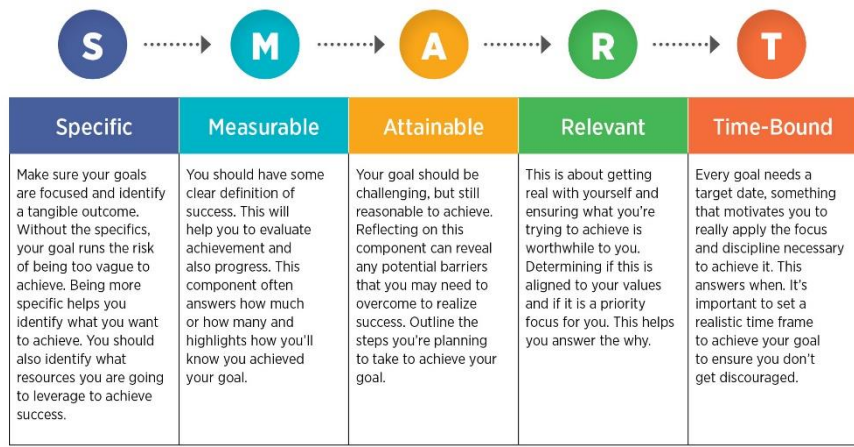 S
M
A
R
T
Specific
Measurable
Attainable
Relevant
Time-Bound
Make sure your goals
are focused and identify
a tangible outcome.
Without the specifics,
your goal runs the risk
of being too vague to
achieve. Being more
specific helps you
identify what you want
to achieve. You should
also identify what
resources you are going
to leverage to achieve
success.
You should have some
clear definition of
success. This will
help you to evaluate
achievement and
also progress. This
component often
answers how much
or how many and
highlights how you'll
know you achieved
your goal.
Your goal should be
challenging, but still
reasonable to achieve.
Reflecting on this
component can reveal
any potential barriers
that you may need to
overcome to realize
success. Outline the
steps you're planning
to take to achieve your
goal.
This is about getting
real with yourself and
ensuring what you're
trying to achieve is
worthwhile to you.
Determining if this is
aligned to your values
and if it is a priority
focus for you. This helps
you answer the why.
Every goal needs a
target date, something
that motivates you to
really apply the focus
and discipline necessary
to achieve it. This
answers when. It's
important to set a
realistic time frame
to achieve your goal
to ensure you don't
get discouraged.